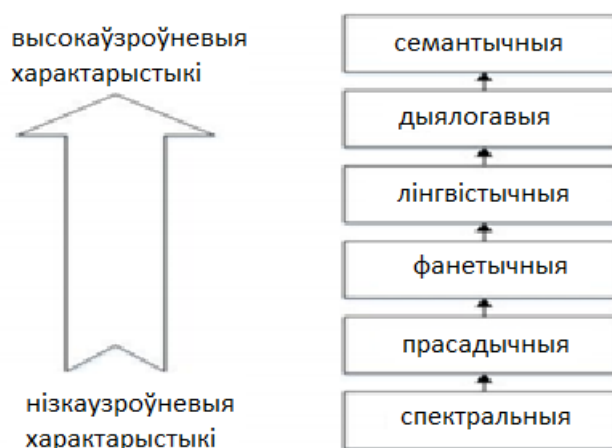 высокаўзроўневыя
характарыстыкі
семантычныя
дыялогавыя
лінгвістычныя
фанетычныя
прасадычныя
спектральныя
нізкаузроўневыя
характарыстыкі